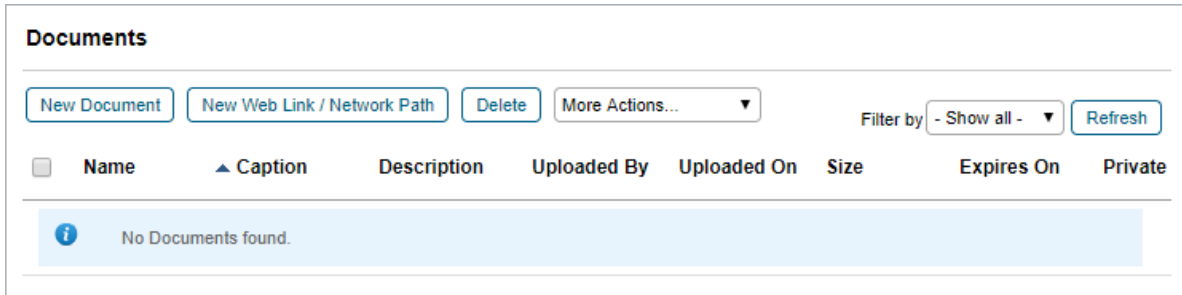 Documents
New Document New Web Link / Network Path Delete More Actions... Filter by - Show all - Refresh
Name Caption Description Uploaded By Uploaded On Size Expires On Private
No Documents found.